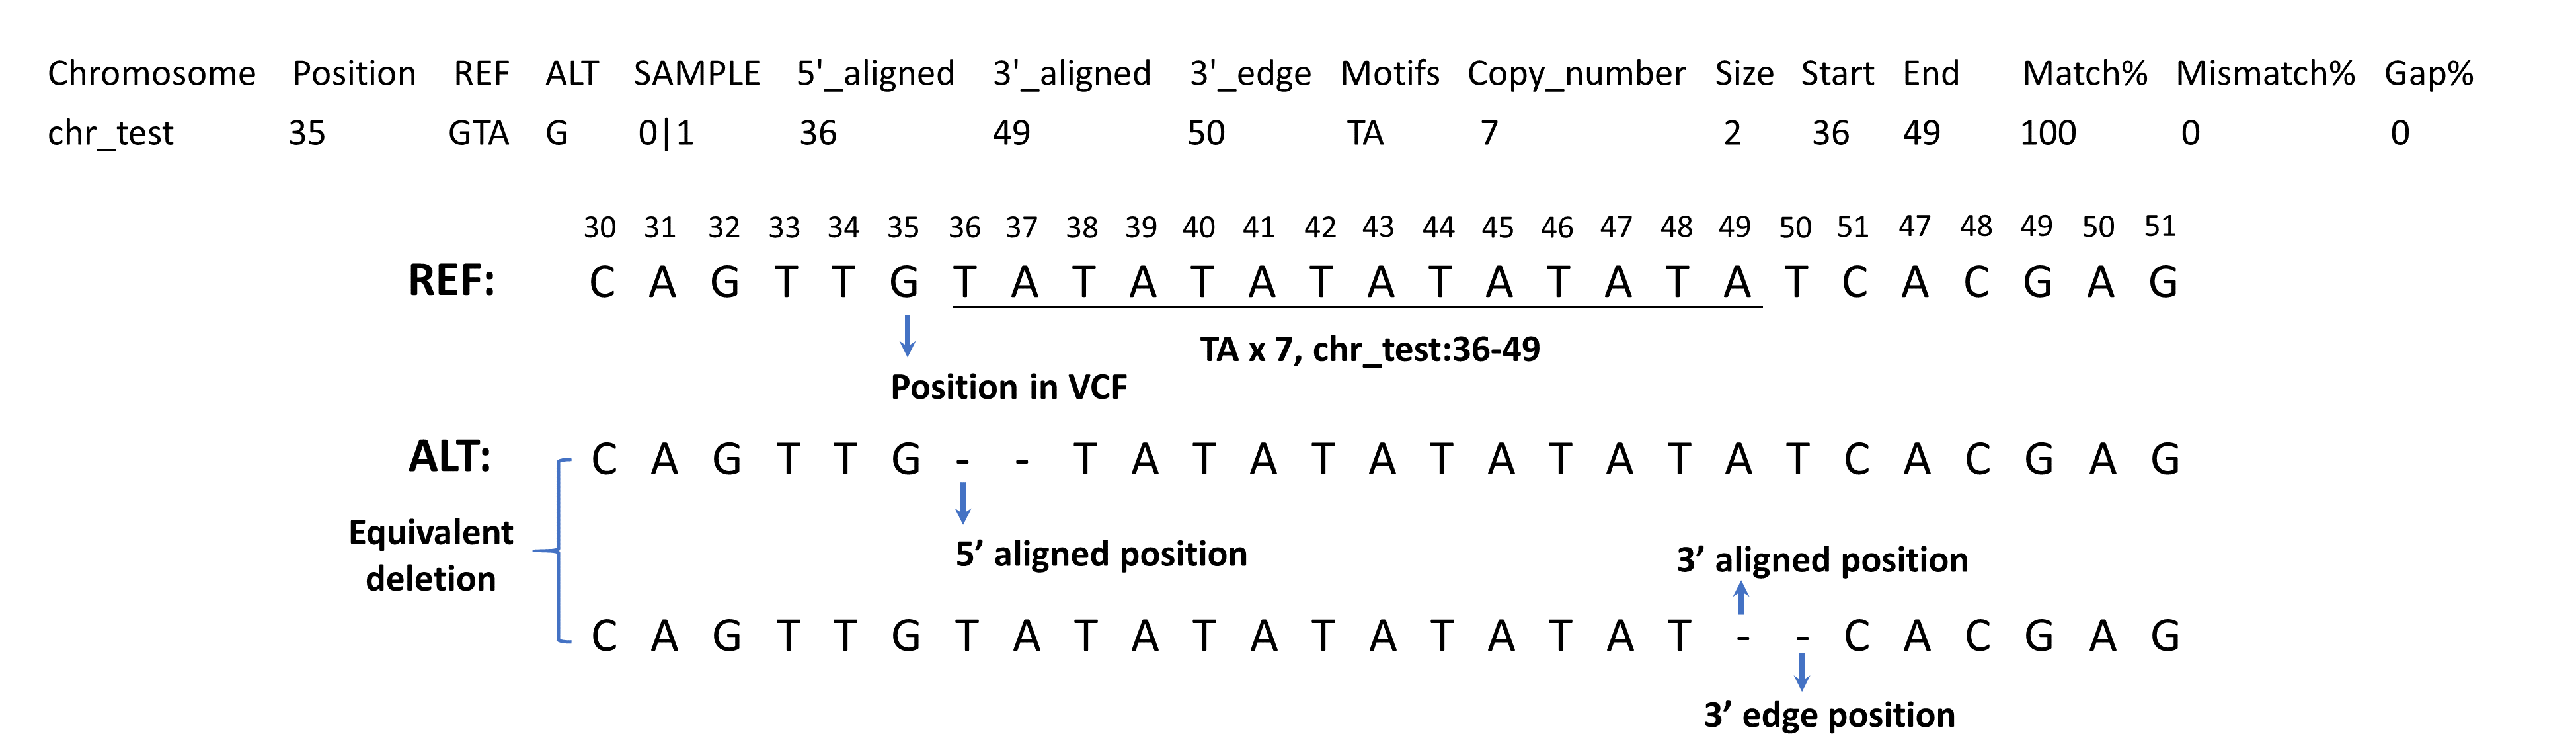 Chromosome Position REF ALT SAMPLE 5'_aligned 3'_aligned 3'_edge Motifs Copy_number Size Start End Match% Mismatch% Gap%
chr_test 35 GTA G 0|1 36 49 50 TA 7 2 36 49 100 0 0
30 31 32 33 34 35 36 37 38 39 40 41 42 43 44 45 46 47 48 49 50 51 47 48 49 50 51
REF: C A G T T G T A T A T A T A T A T A T A T C A C G A G
TA x 7, chr_test:36-49
Position in VCF
ALT: C A G T T G - - T A T A T A T A T A T A T C A C G A G
Equivalent
deletion
5’ aligned position
3’ aligned position
C A G T T G T A T A T A T A T A T A T - - C A C G A G
3’ edge position